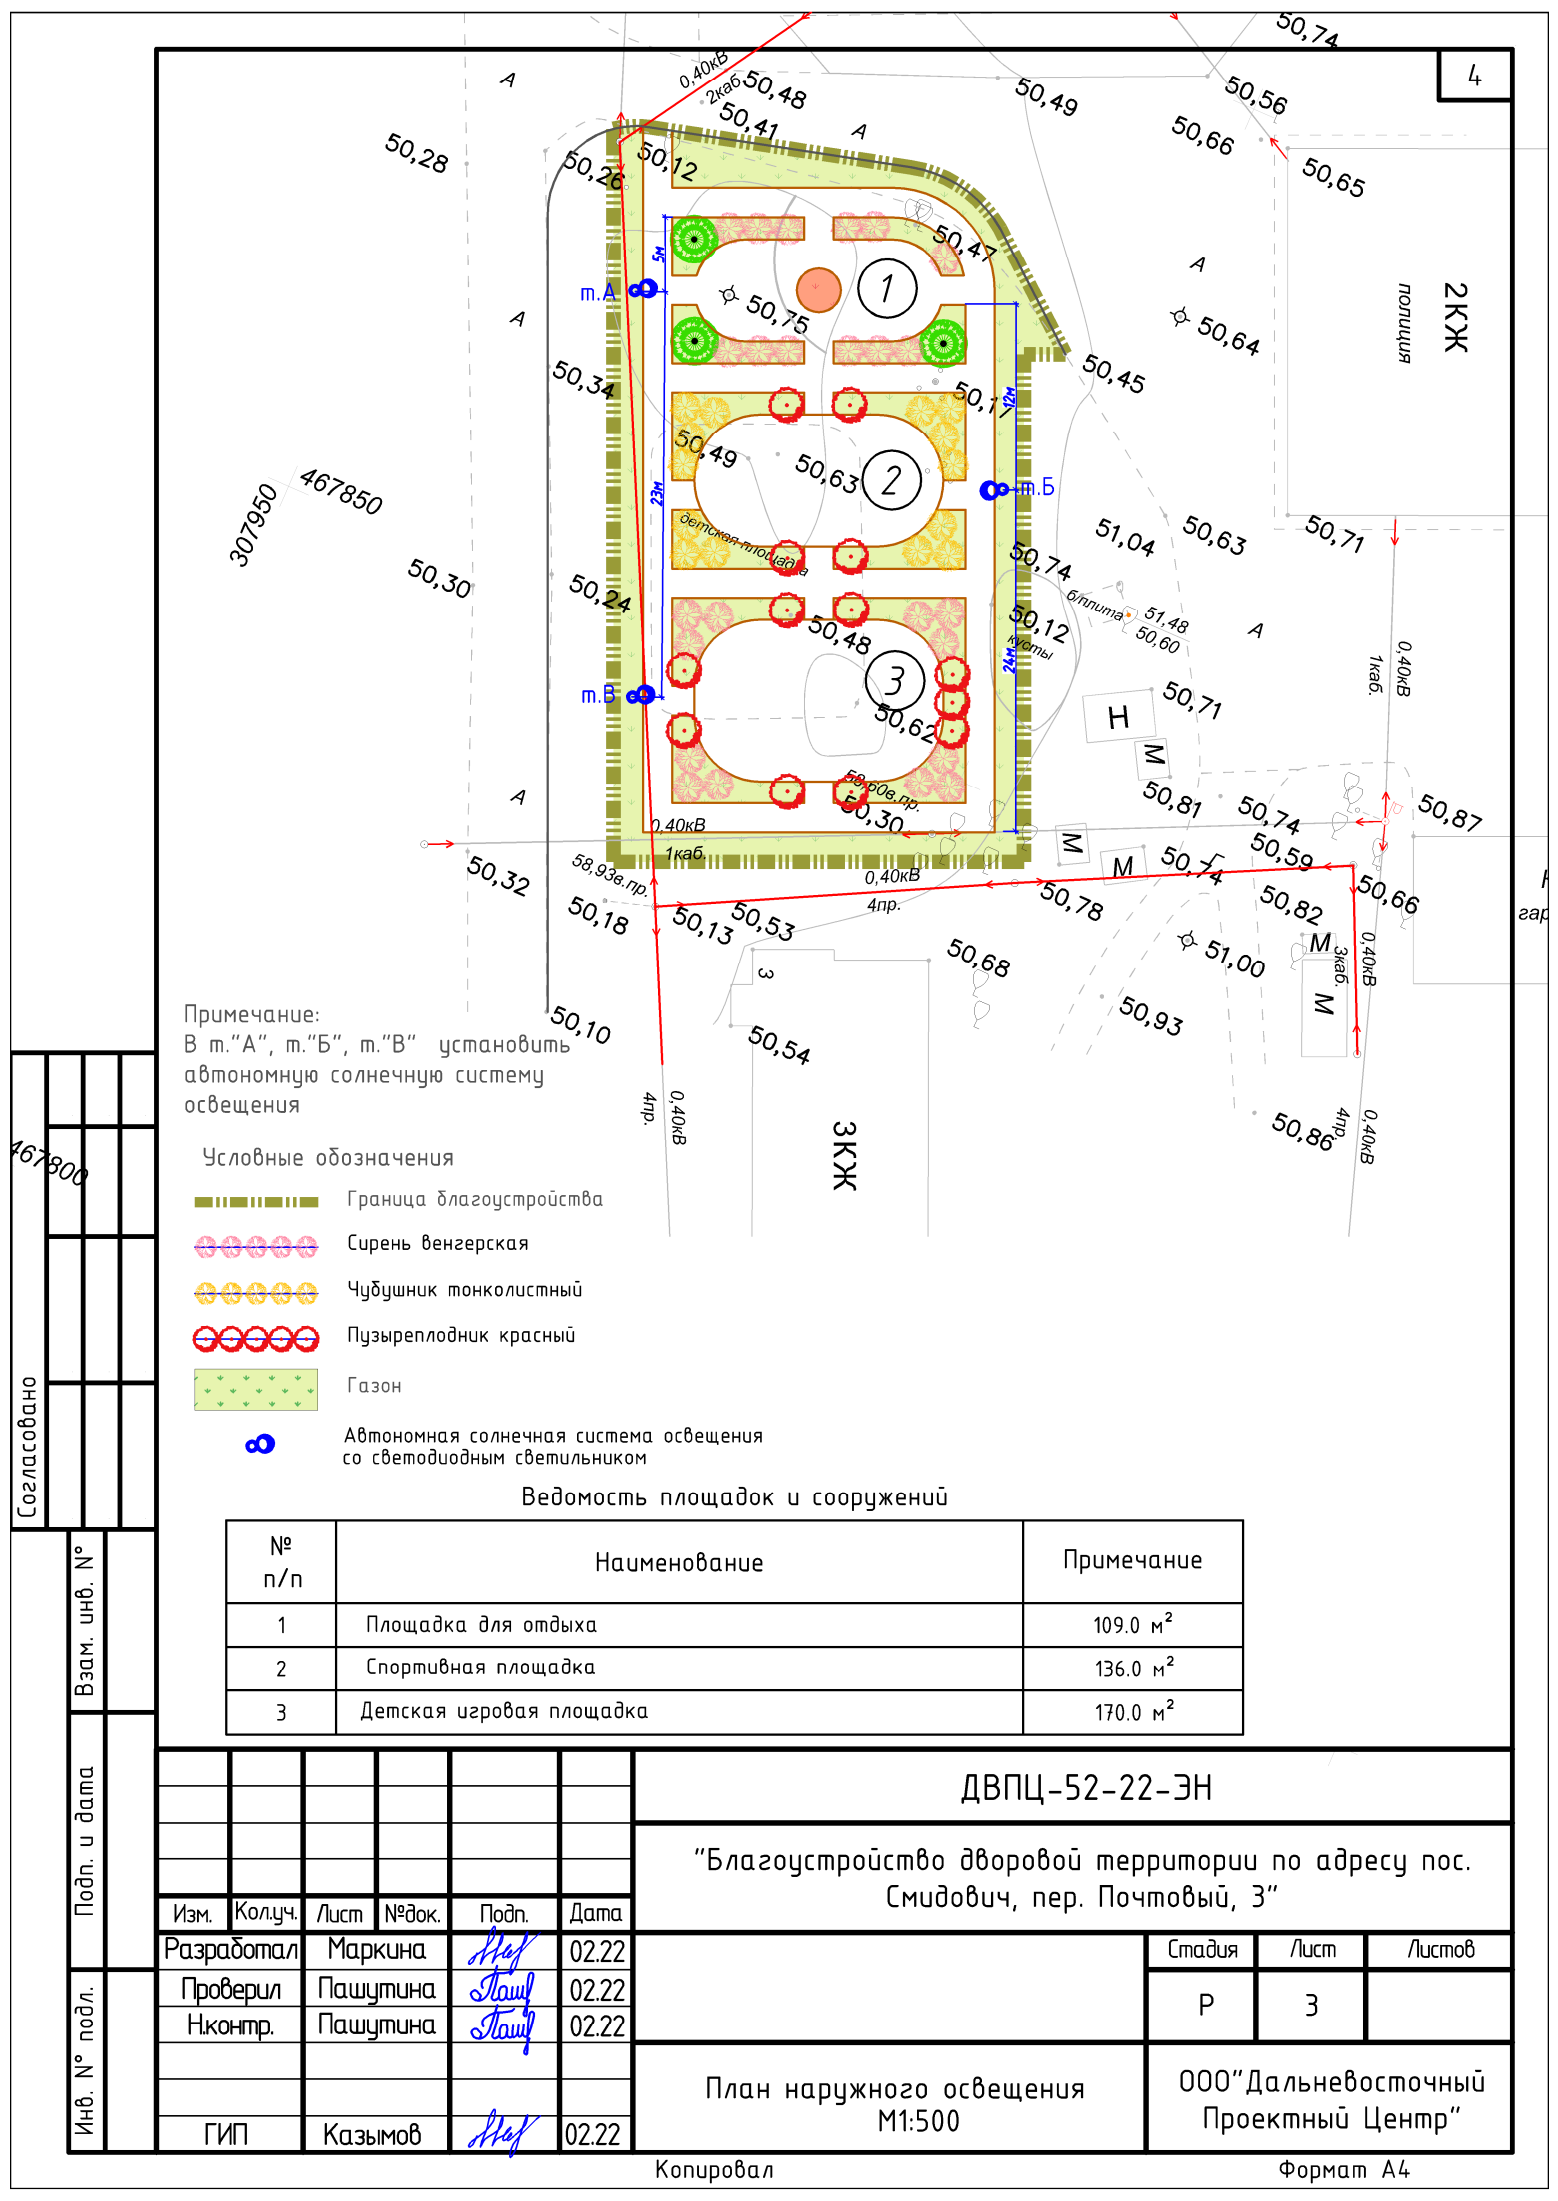 50,74
4
0,40кВ
2каб.
50,48
50,41
А
А
50,49
50,56
50,66
50,65
50,28
50,26
50,12
50,47
А
5м
т.А
1
50,75
А
50,64
полиция
2КЖ
50,34
50,45
50,17
12м
50,49
50,63
2
т.Б
23м
467850
307950
детская площадка
51,04
50,63
50,71
50,30
50,24
50,74
б/плита
51,48
50,60
50,12
кусты
А
50,48
24м
0,40кВ
1каб.
3
т.В
50,62
50,71
Н
М
А
58,60в.пр.
50,30
50,81
50,74
50,87
0,40кВ
1каб.
М
М
50,74
Г
50,59
50,32
58,93в.пр.
0,40кВ
4пр.
50,78
50,82
50,66
50,18
50,13
50,53
гар
50,68
51,00
М
3каб.
0,40кВ
М
З
50,93
50,10
50,54
50,86
4пр.
0,40кВ
4пр.
0,40кВ
3КЖ
467800
Примечание:
В т."А", т."Б", т."В" установить
автономную солнечную систему
освещения
Условные обозначения
Граница благоустройства
Сирень венгерская
Чубушник тонколистный
Пузыреплодник красный
Газон
Автономная солнечная система освещения
со светодиодным светильником
Ведомость площадок и сооружений
№ п/п Наименование Примечание
1 Площадка для отдыха 109.0 м²
2 Спортивная площадка 136.0 м²
3 Детская игровая площадка 170.0 м²
Согласовано
Взам. инв. N°
Подп. и дата
Инв. N° подл.
ДВПЦ-52-22-ЭН
"Благоустройство дворовой территории по адресу пос.
Смидович, пер. Почтовый, 3"
Изм. Кол.уч. Лист №док. Подп. Дата
Разработал Маркина 02.22
Проверил Пашутина Паш 02.22
Н.контр. Пашутина Паш 02.22
ГИП Казымов 02.22
Стадия Лист Листов
Р 3
План наружного освещения
М1:500
ООО"Дальневосточный
Проектный Центр"
Копировал
Формат А4